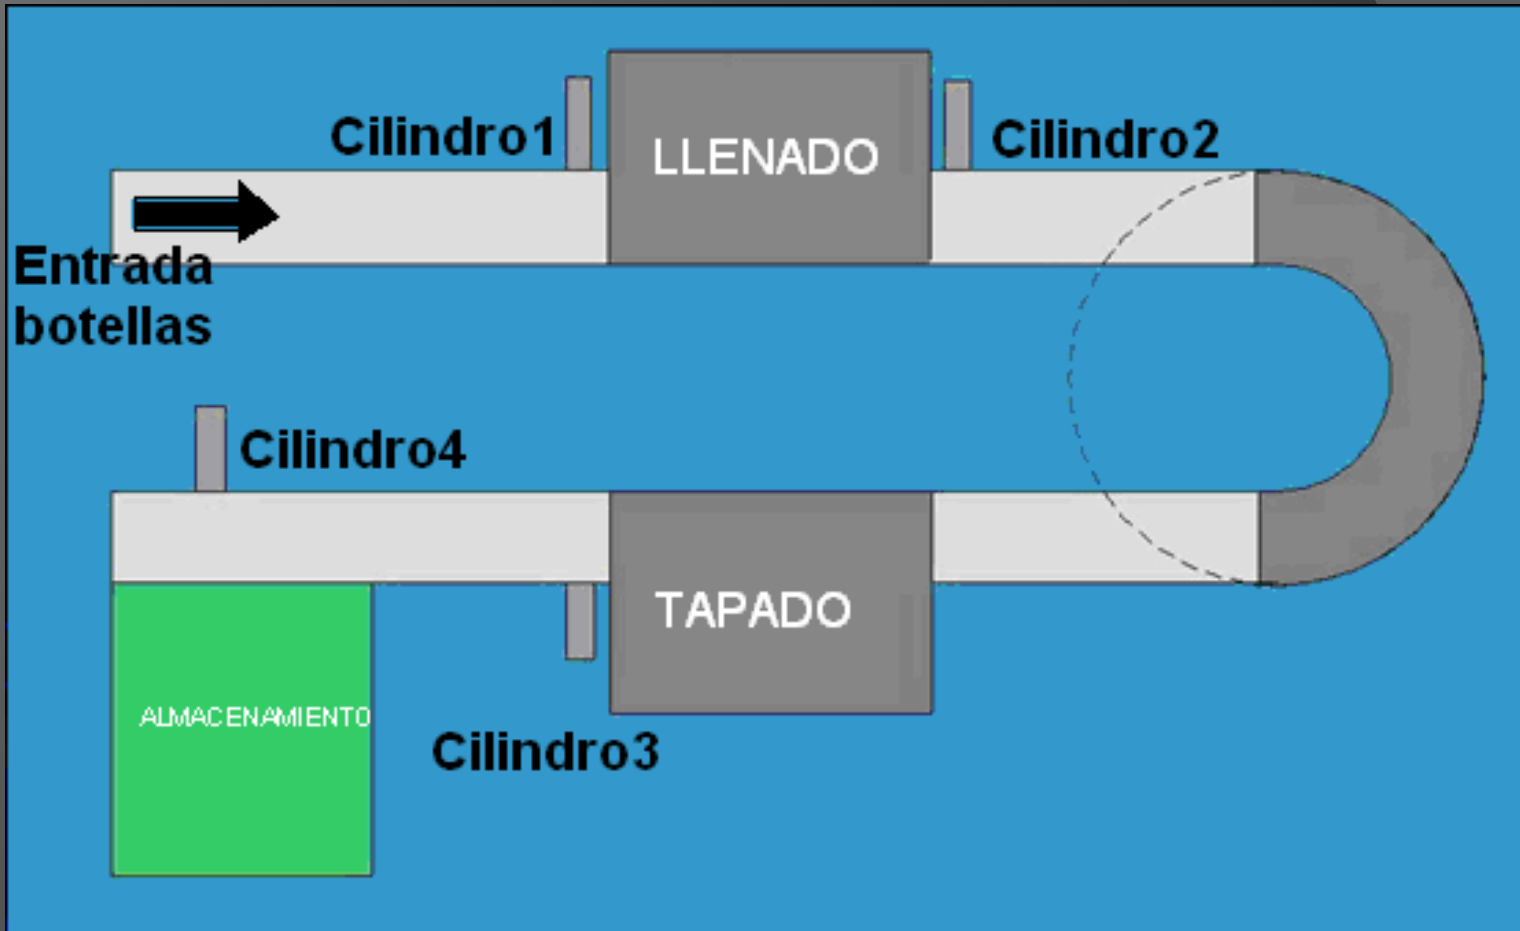 Cilindro1
LLENADO
Cilindro2
Entrada
botellas
Cilindro4
TAPADO
ALMACENAMIENTO
Cilindro3